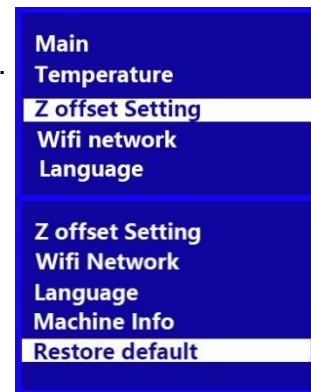 Main
Temperature
Z offset Setting
Wifi network
Language
Z offset Setting
Wifi Network
Language
Machine Info
Restore default